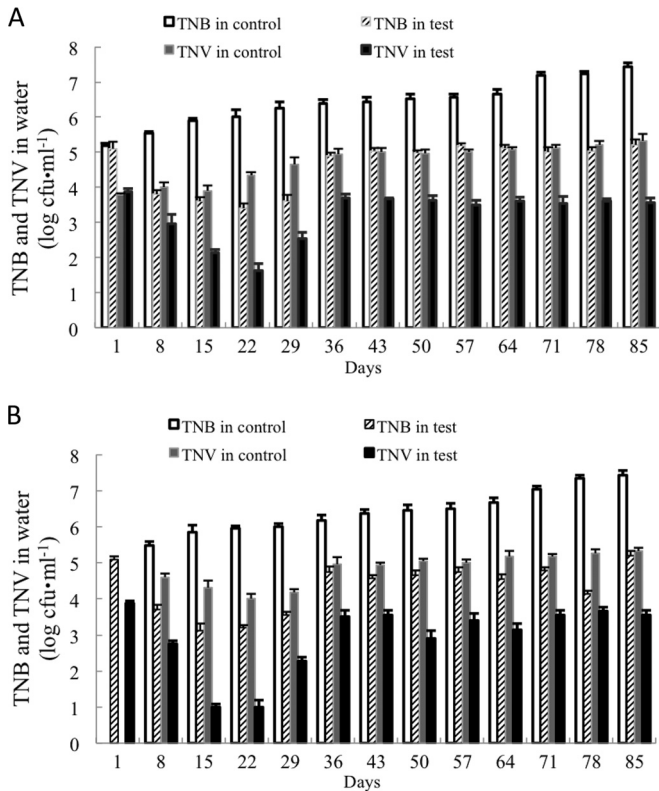 A
TNB in control TNB in test
TNV in control TNV in test
TNB and TNV in water
(log cfu•ml-1)
8
7
6
5
4
3
2
1
0
1 8 15 22 29 36 43 50 57 64 71 78 85
Days
B
TNB in control TNB in test
TNV in control TNV in test
TNB and TNV in water
(log cfu•ml-1)
8
7
6
5
4
3
2
1
0
1 8 15 22 29 36 43 50 57 64 71 78 85
Days